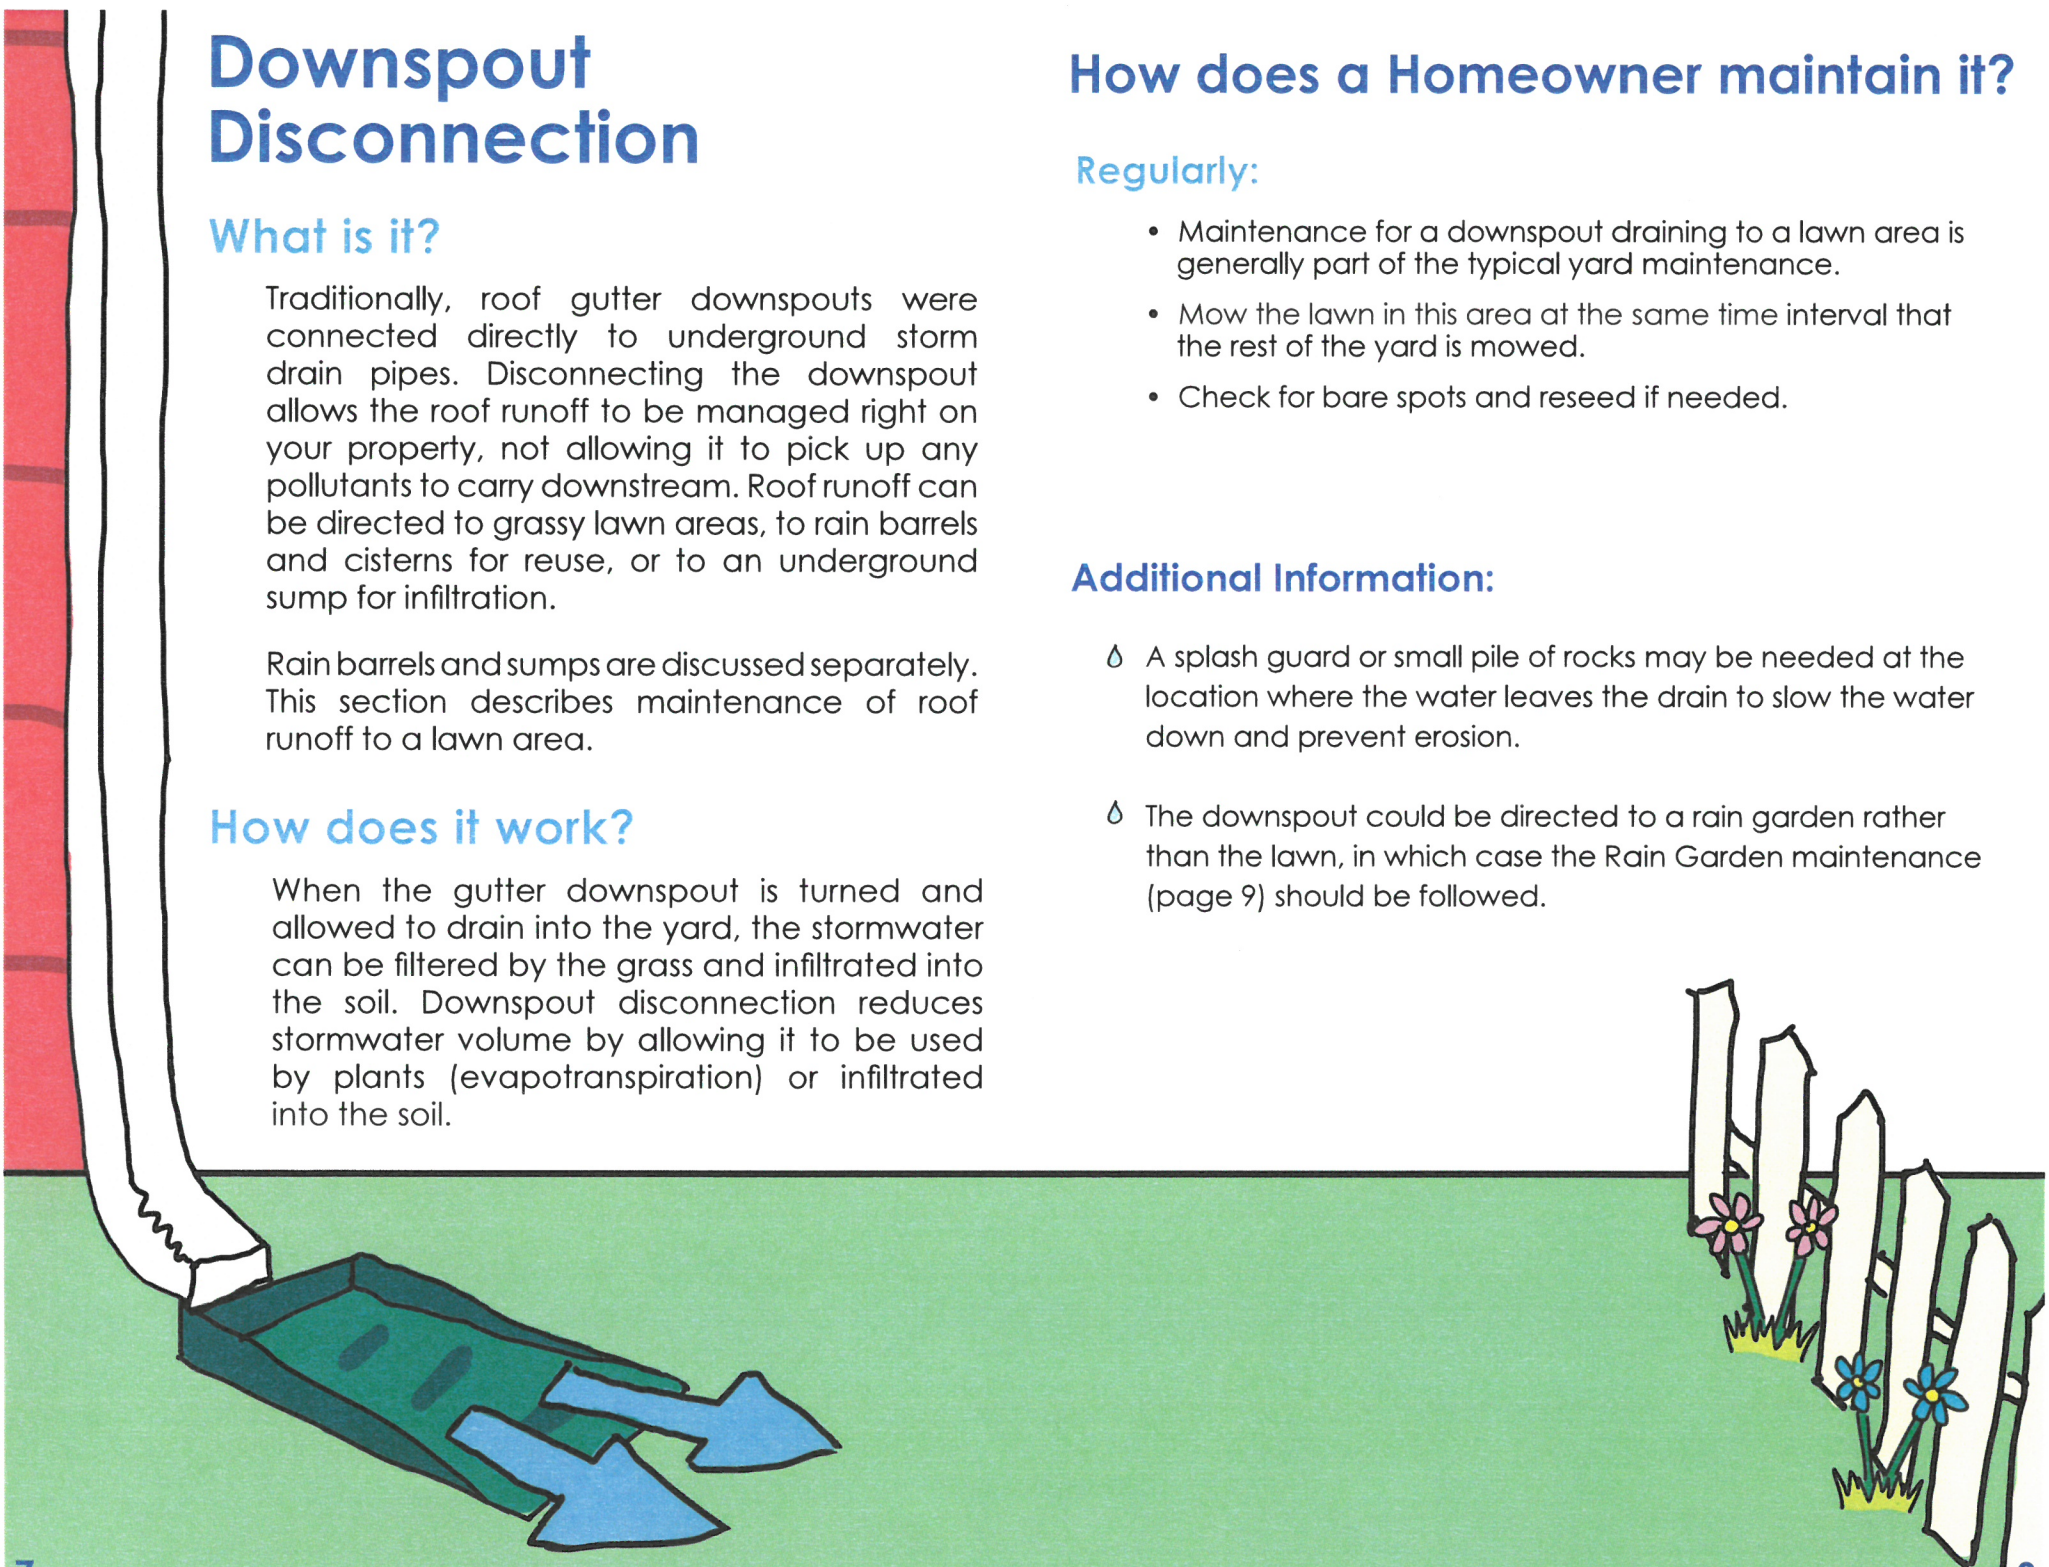 Downspout
Disconnection
What is it?
Traditionally, roof gutter downspouts were
connected directly to underground storm
drain pipes. Disconnecting the downspout
allows the roof runoff to be managed right on
your property, not allowing it to pick up any
pollutants to carry downstream. Roof runoff can
be directed to grassy lawn areas, to rain barrels
and cisterns for reuse, or to an underground
sump for infiltration.
Rain barrels and sumps are discussed separately.
This section describes maintenance of roof
runoff to a lawn area.
How does it work?
When the gutter downspout is turned and
allowed to drain into the yard, the stormwater
can be filtered by the grass and infiltrated into
the soil. Downspout disconnection reduces
stormwater volume by allowing it to be used
by plants (evapotranspiration) or infiltrated
into the soil.
How does a Homeowner maintain it?
Regularly:
• Maintenance for a downspout draining to a lawn area is
generally part of the typical yard maintenance.
• Mow the lawn in this area at the same time interval that
the rest of the yard is mowed.
• Check for bare spots and reseed if needed.
Additional Information:
A splash guard or small pile of rocks may be needed at the
location where the water leaves the drain to slow the water
down and prevent erosion.
The downspout could be directed to a rain garden rather
than the lawn, in which case the Rain Garden maintenance
(page 9) should be followed.